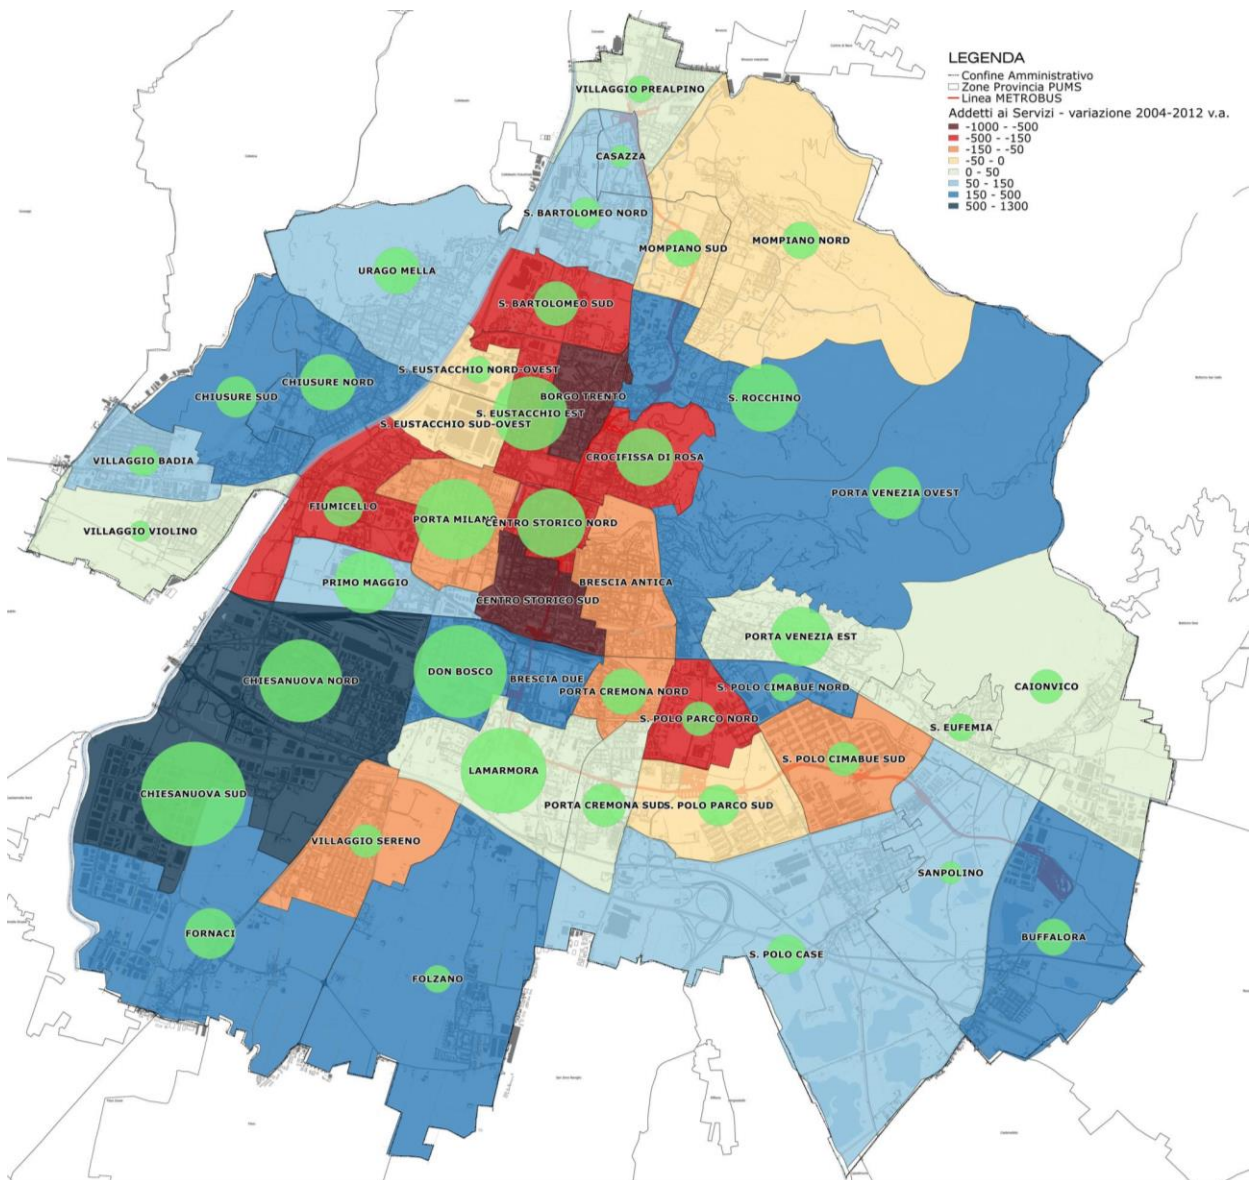 LEGENDA
Confine Amministrativo
Zone Provincia PUMS
Linea METROBUS
Addetti ai Servizi - variazione 2004-2012 v.a.
-1000 - -500
-500 - -150
-150 - -50
-50 - 0
0 - 50
50 - 150
150 - 500
500 - 1300
VILLAGGIO PREALPINO
CASAZZA
S. BARTOLOMEO NORD
MOMPIANO SUD
MOMPIANO NORD
URAGO MELLA
S. BARTOLOMEO SUD
S. EUSTACCHIO NORD-OVEST
CHIUSURE NORD
CHIUSURE SUD
BORGO TRENTO
S. ROCCHINO
S. EUSTACCHIO EST
S. EUSTACCHIO SUD-OVEST
VILLAGGIO BADIA
CROCIFISSA DI ROSA
PORTA VENEZIA OVEST
FIUMICELLO
PORTA MILANO
CENTRO STORICO NORD
VILLAGGIO VIOLINO
PRIMO MAGGIO
BRESCIA ANTICA
CENTRO STORICO SUD
PORTA VENEZIA EST
CHIESANUOVA NORD
DON BOSCO
BRESCIA DUE
PORTA CREMONA NORD
S. POLO CIMABUE NORD
CAIONVICO
S. POLO PARCO NORD
S. EUFEMIA
S. POLO CIMABUE SUD
LAMARMORA
CHIESANUOVA SUD
PORTA CREMONA SUD
S. POLO PARCO SUD
VILLAGGIO SERENO
SANPOLINO
FORNACI
BUFFALORA
S. POLO CASE
FOLZANO